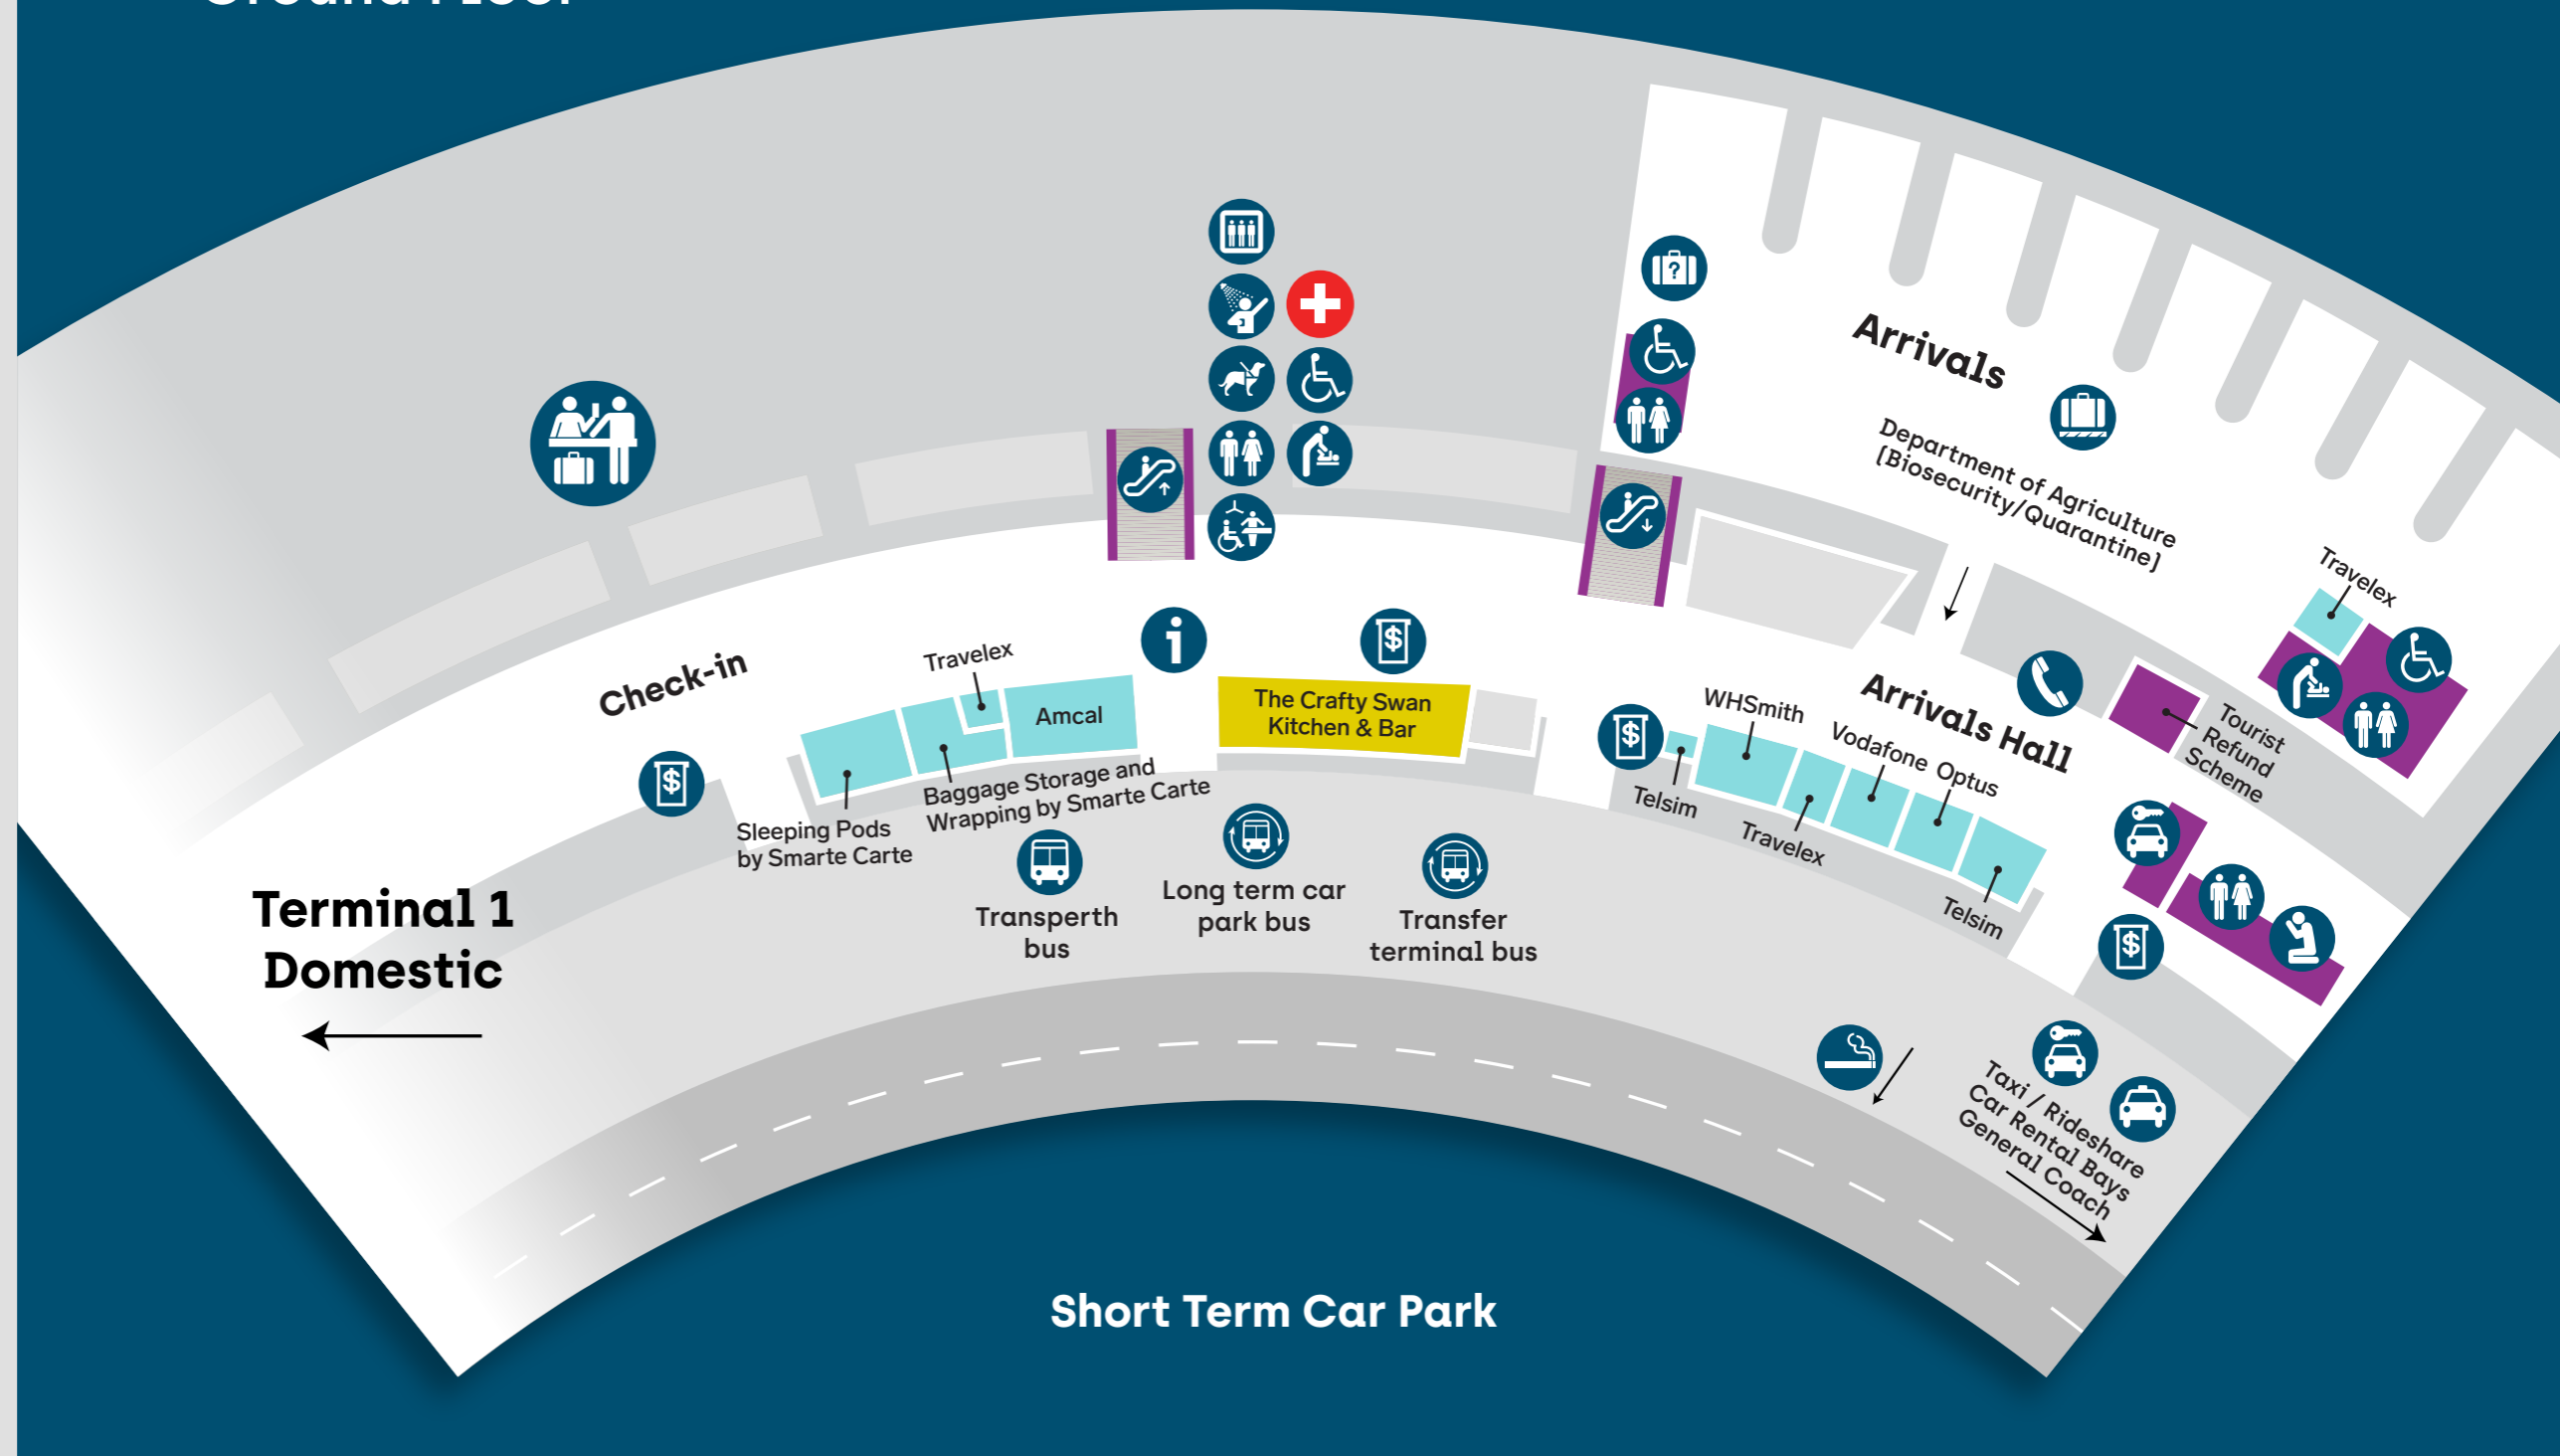 Ground Floor
Arrivals
Department of Agriculture
(Biosecurity/Quarantine)
Travelex
Check-in
Travelex
Amcal
The Crafty Swan
Kitchen & Bar
Baggage Storage and
Wrapping by Smarte Carte
Sleeping Pods
by Smarte Carte
Arrivals Hall
WHSmith
Vodafone
Optus
Telsim
Travelex
Telsim
Tourist
Refund
Scheme
Terminal 1
Domestic
Transperth
bus
Long term car
park bus
Transfer
terminal bus
Taxi / Rideshare
Car Rental Bays
General Coach
Short Term Car Park